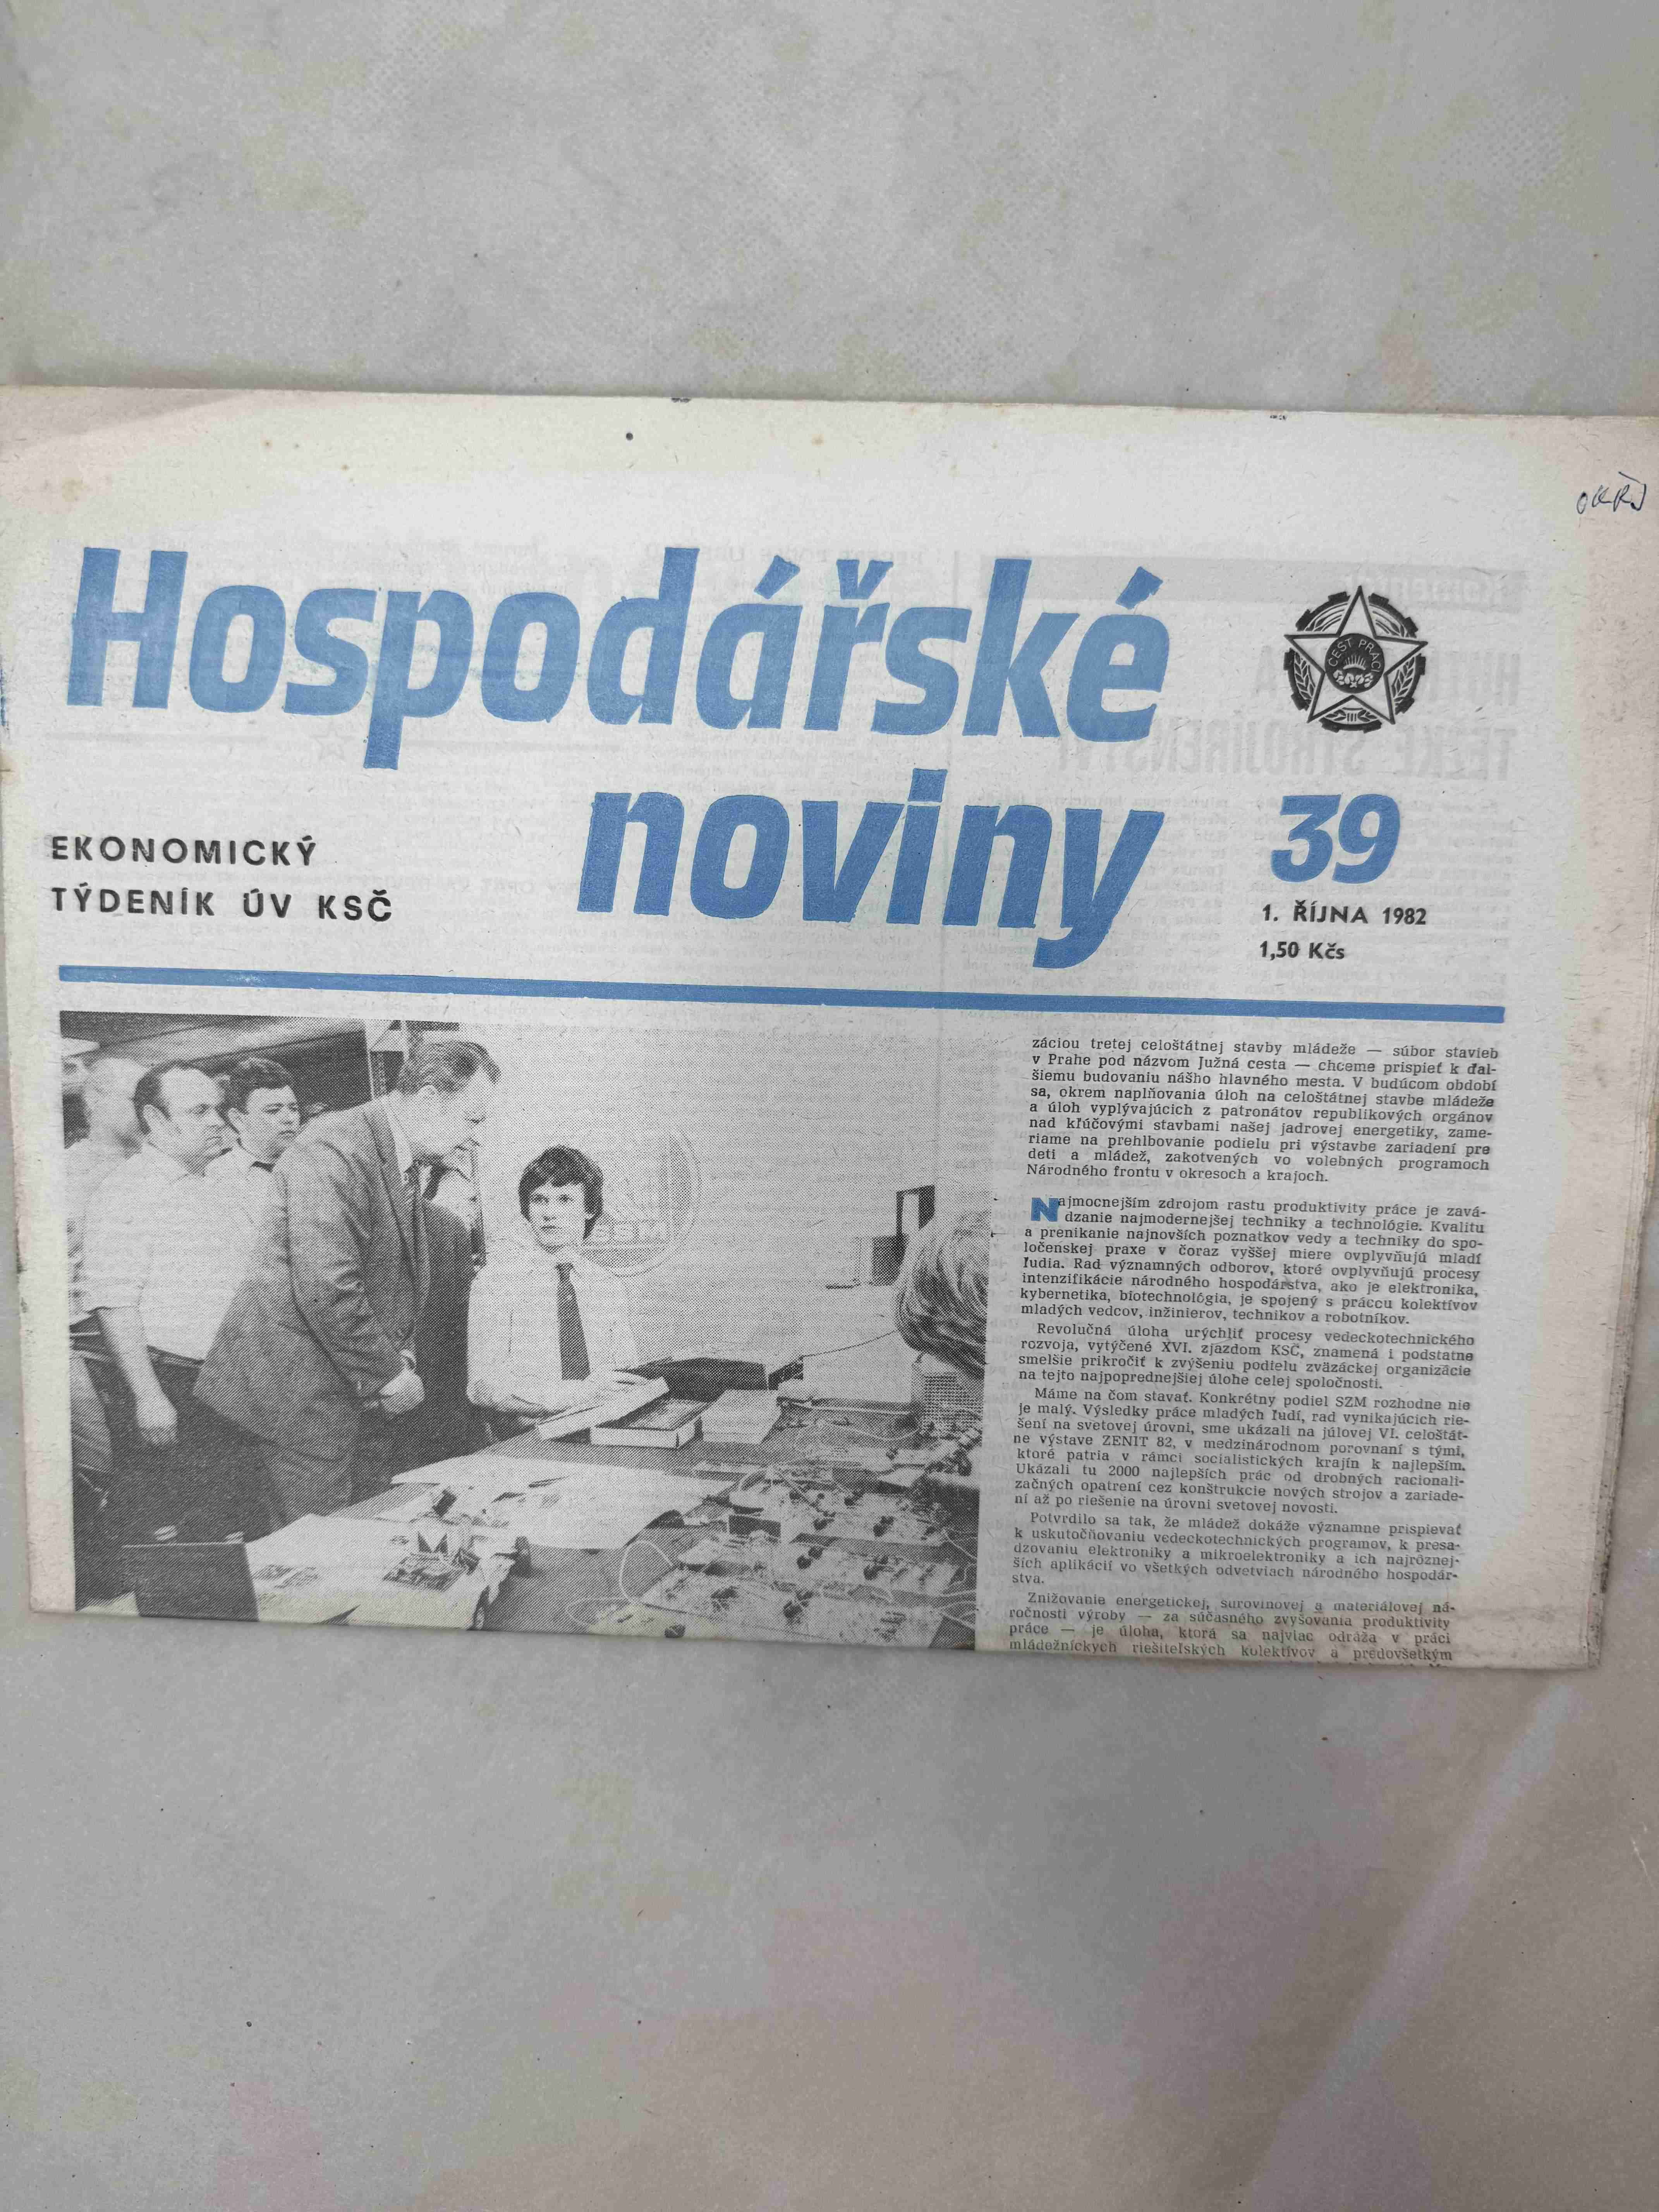 OKRJ
Hospodářské
noviny
EKONOMICKÝ
TÝDENÍK ÚV KSČ
ČEST PRÁCI
39
1. ŘÍJNA 1982
1,50 Kčs
záciou tretej celoštátnej stavby mládeže — súbor stavieb
v Prahe pod názvom Južná cesta — chceme prispieť k ďal-
šiemu budovaniu nášho hlavného mesta. V budúcom období
sa, okrem naplňovania úloh na celoštátnej stavbe mládeže
a úloh vyplývajúcich z patronátov republikových orgánov
nad kľúčovými stavbami našej jadrovej energetiky, zame-
riame na prehlbovanie podielu pri výstavbe zariadení pre
deti a mládež, zakotvených vo volebných programoch
Národného frontu v okresoch a krajoch.
Najmocnejším zdrojom rastu produktivity práce je zavá-
dzanie najmodernejšej techniky a technológie. Kvalitu
a prenikanie najnovších poznatkov vedy a techniky do spo-
ločenskej praxe v čoraz vyššej miere ovplyvňujú mladí
ľudia. Rad významných odborov, ktoré ovplyvňujú procesy
intenzifikácie národného hospodárstva, ako je elektronika,
kybernetika, biotechnológia, je spojený s práccu kolektívov
mladých vedcov, inžinierov, technikov a robotníkov.
Revolučná úloha urýchliť procesy vedeckotechnického
rozvoja, vytýčené XVI. zjazdom KSČ, znamená i podstatne
smelšie prikročiť k zvýšeniu podielu zväzáckej organizácie
na tejto najpoprednejšiej úlohe celej spoločnosti.
Máme na čom stavať. Konkrétny podiel SZM rozhodne nie
je malý. Výsledky práce mladých ľudí, rad vynikajúcich rie-
šení na svetovej úrovni, sme ukázali na júlovej VI. celoštát-
ne výstave ZENIT 82, v medzinárodnom porovnaní s tými,
ktoré patria v rámci socialistických krajín k najlepším.
Ukázali tu 2000 najlepších prác od drobných racionali-
začných opatrení cez konštrukcie nových strojov a zariade-
ní až po riešenie na úrovni svetovej novosti.
Potvrdilo sa tak, že mládež dokáže významne prispievať
k uskutočňovaniu vedeckotechnických programov, k presa-
dzovaniu elektroniky a mikroelektroniky a ich najrôznej-
ších aplikácií vo všetkých odvetviach národného hospodár-
stva.
Znižovanie energetickej, surovinovej a materiálovej ná-
ročnosti výroby — za súčasného zvyšovania produktivity
práce — je úloha, ktorá sa najviac odráža v práci
mládežníckych riešiteľských kolektívov a predovšetkým